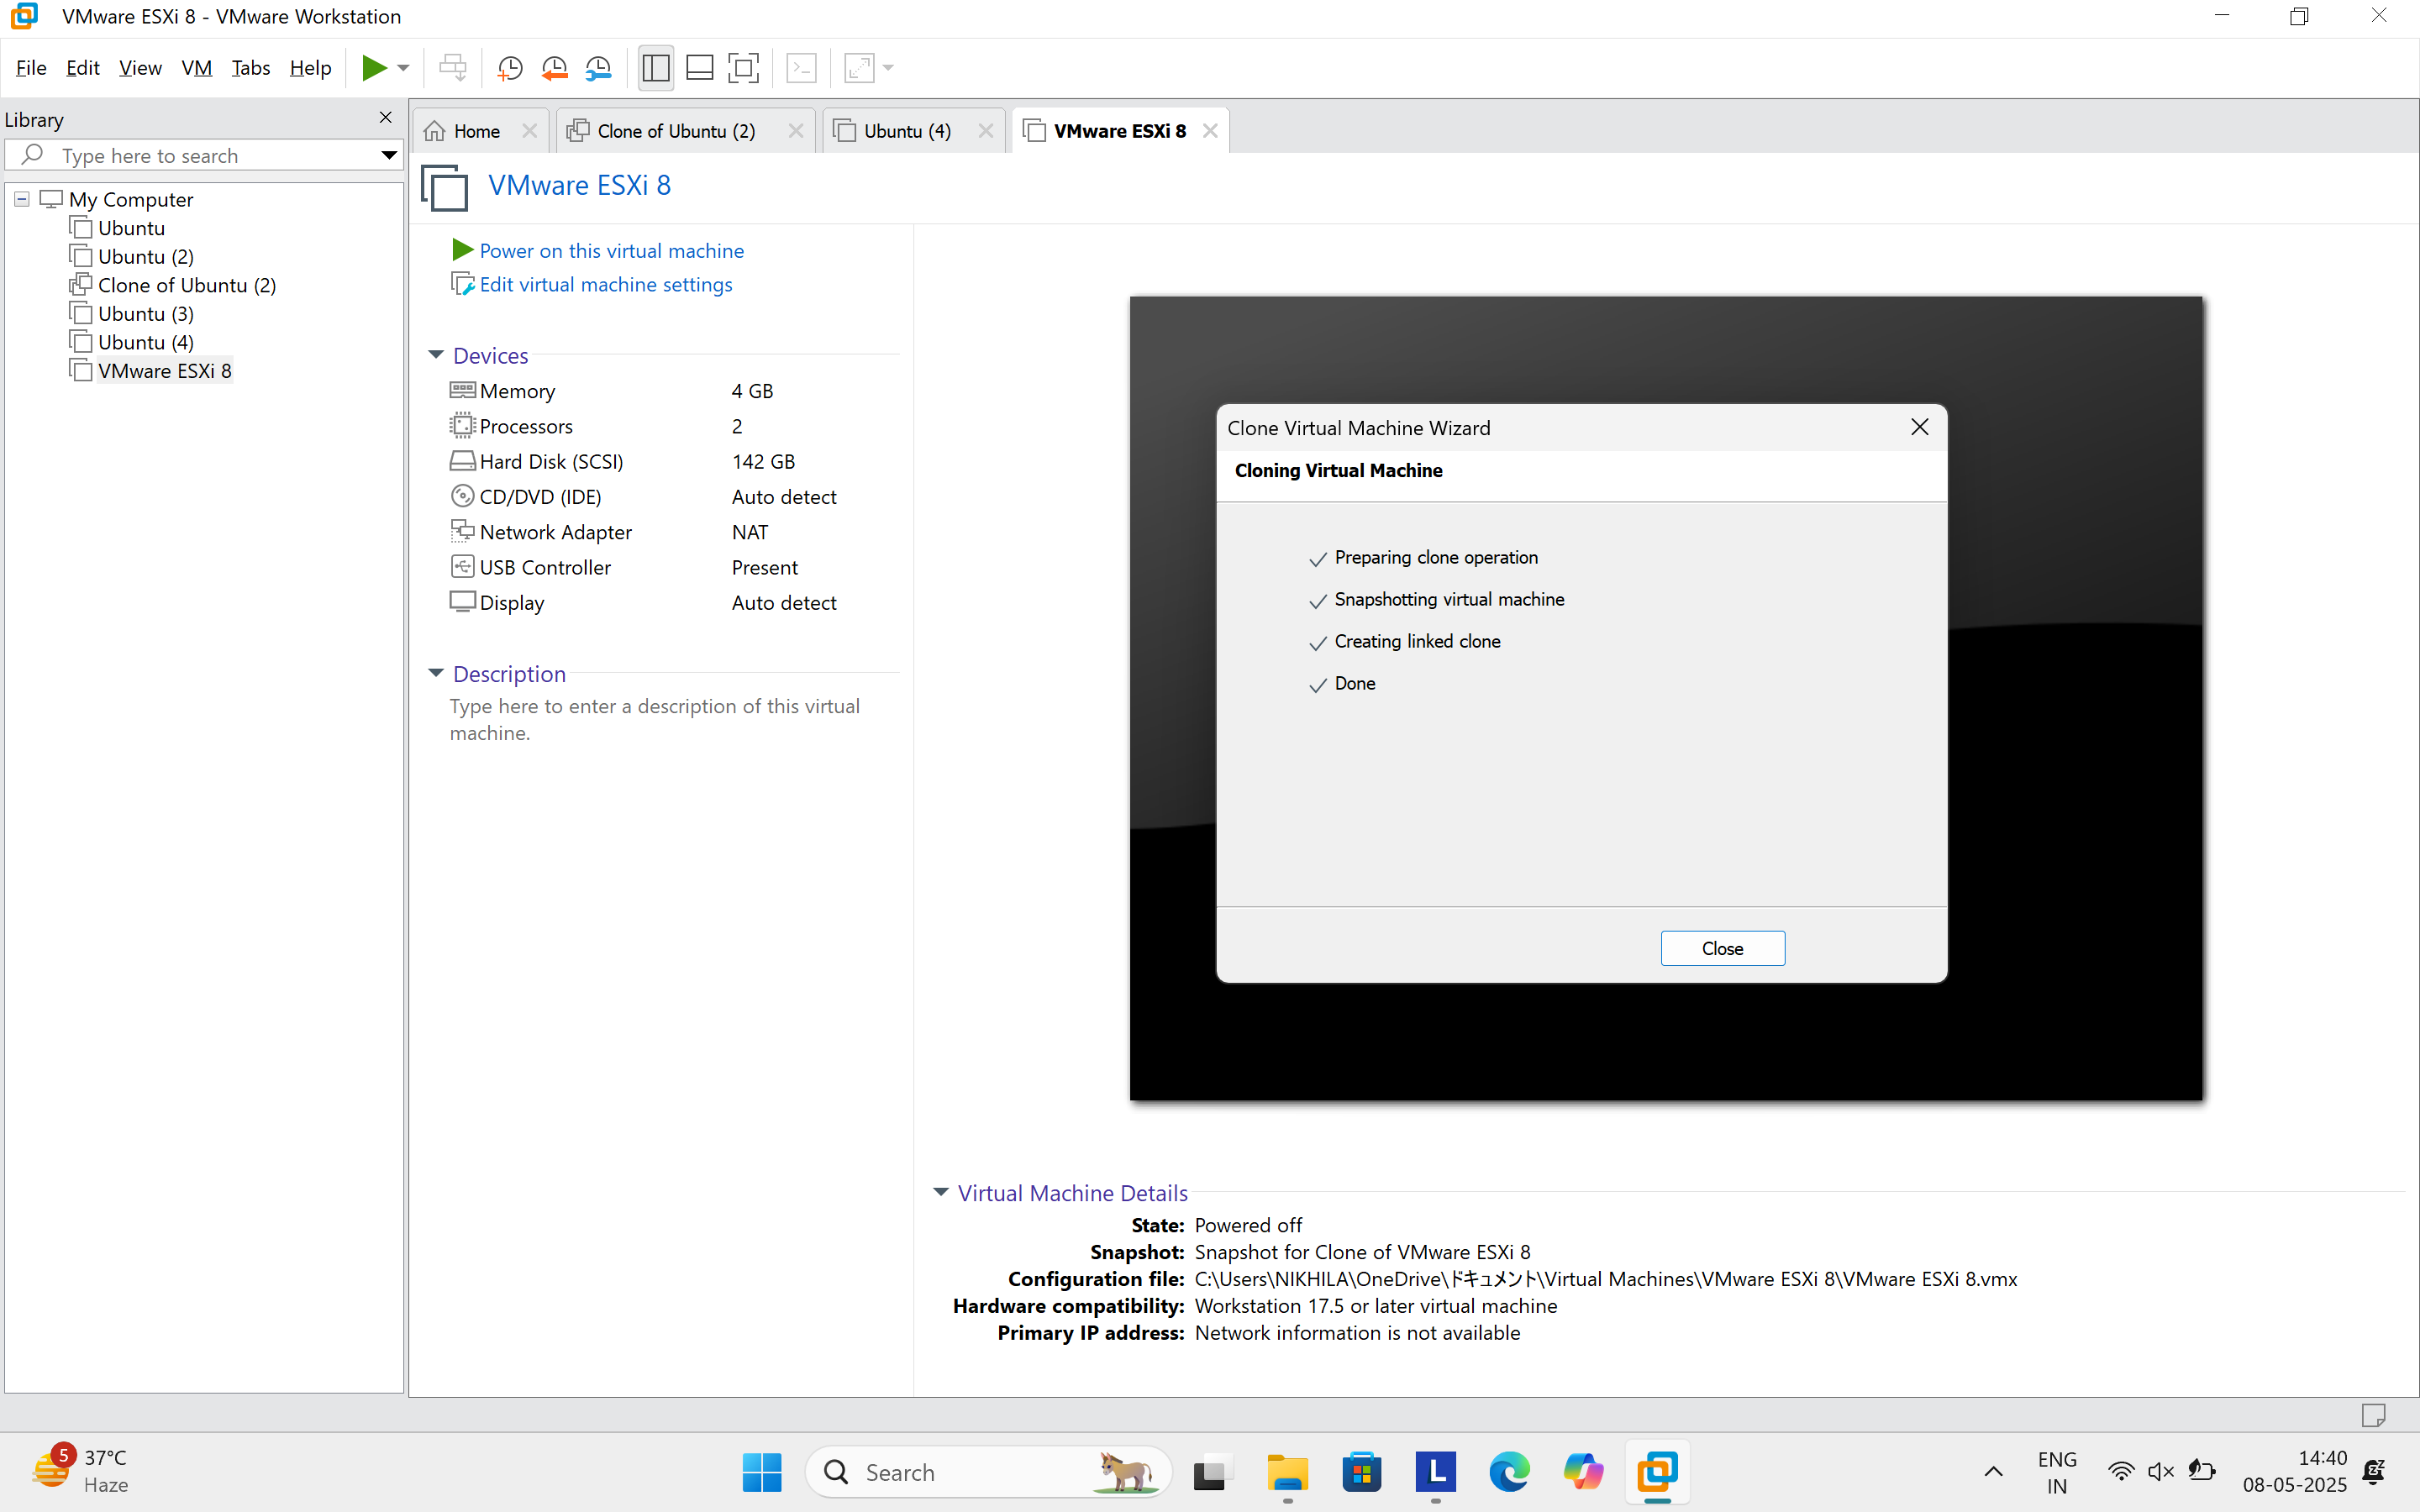 VMware ESXi 8 - VMware Workstation
File Edit View VM Tabs Help
Library
Type here to search
My Computer
Ubuntu
Ubuntu (2)
Clone of Ubuntu (2)
Ubuntu (3)
Ubuntu (4)
VMware ESXi 8
Home Clone of Ubuntu (2) Ubuntu (4) VMware ESXi 8
VMware ESXi 8
Power on this virtual machine
Edit virtual machine settings
Devices
Memory 4 GB
Processors 2
Hard Disk (SCSI) 142 GB
CD/DVD (IDE) Auto detect
Network Adapter NAT
USB Controller Present
Display Auto detect
Description
Type here to enter a description of this virtual
machine.
Clone Virtual Machine Wizard
Cloning Virtual Machine
Preparing clone operation
Snapshotting virtual machine
Creating linked clone
Done
Close
Virtual Machine Details
State: Powered off
Snapshot: Snapshot for Clone of VMware ESXi 8
Configuration file: C:\Users\NIKHILA\OneDrive\ドキュメント\Virtual Machines\VMware ESXi 8\VMware ESXi 8.vmx
Hardware compatibility: Workstation 17.5 or later virtual machine
Primary IP address: Network information is not available
5
37°C
Haze
Search
L
ENG
IN
14:40
08-05-2025